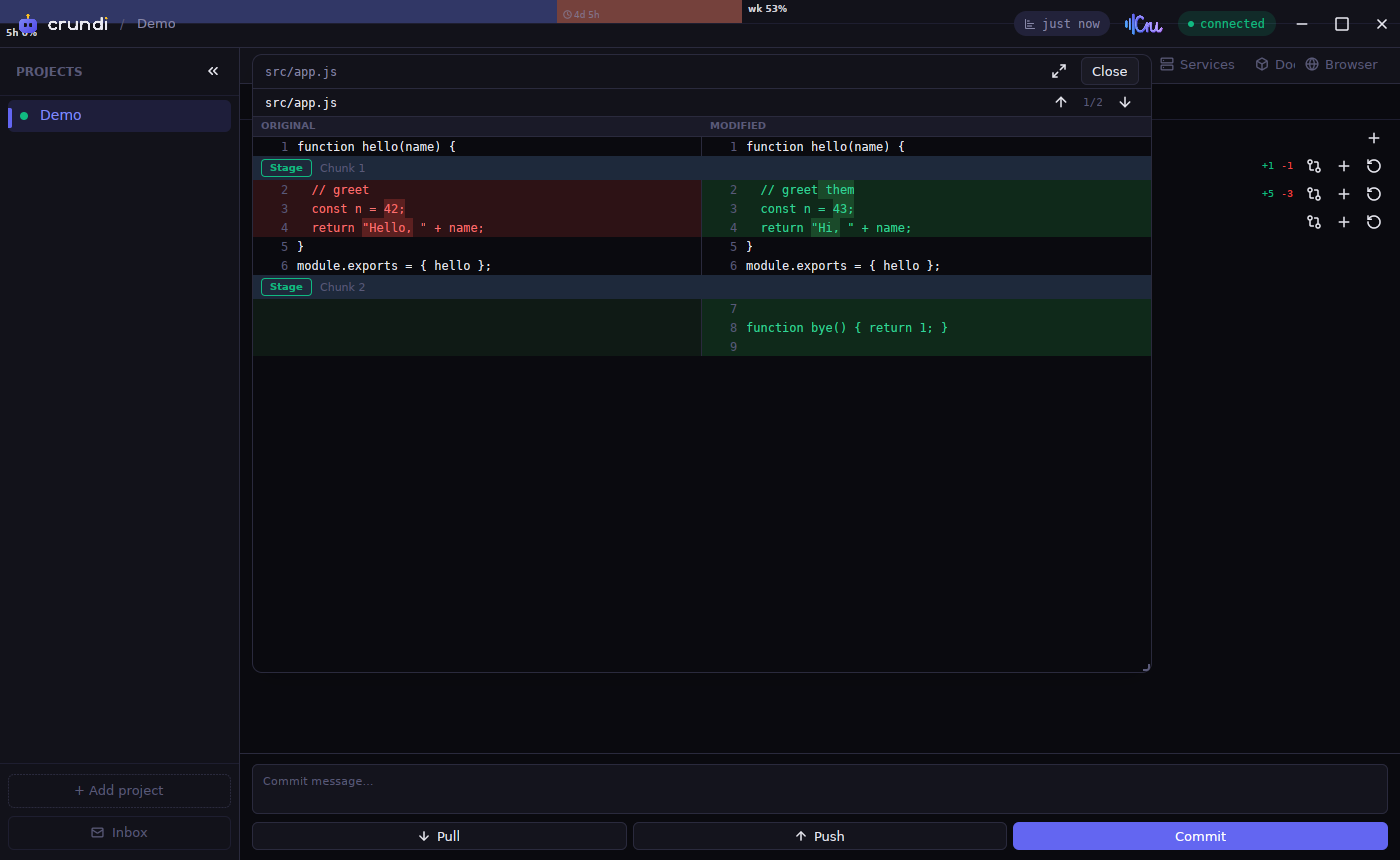 4d 5h
wk 53%
5h 0%
crundi / Demo
just now
Cru
connected
PROJECTS
Demo
src/app.js
Close
Services
Doc
Browser
src/app.js
1/2
ORIGINAL
MODIFIED
1 function hello(name) {
1 function hello(name) {
Stage Chunk 1
2 // greet
2 // greet them
3 const n = 42;
3 const n = 43;
4 return "Hello, " + name;
4 return "Hi, " + name;
5 }
5 }
6 module.exports = { hello };
6 module.exports = { hello };
Stage Chunk 2
7
8 function bye() { return 1; }
9
+1 -1
+5 -3
+ Add project
Inbox
Commit message...
Pull
Push
Commit